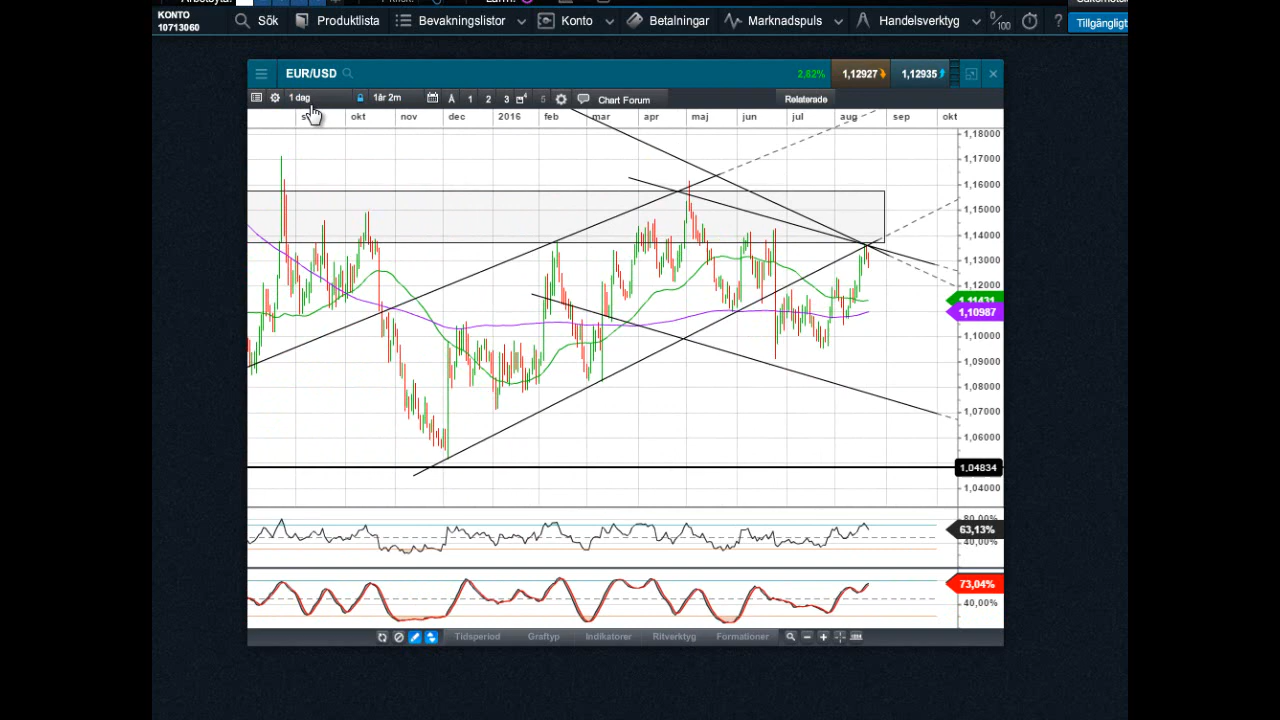 KONTO
10713060
Sök
Produktlista
Bevakningslistor
Konto
Betalningar
Marknadspuls
Handelsverktyg
0/100
?
Tillgängligt
EUR/USD
2,62%
1,12927
1,12935
1 dag
1år 2m
A 1 2 3 5
Chart Forum
Relaterade
okt nov dec 2016 feb mar apr maj jun jul aug sep okt
1,18000
1,17000
1,16000
1,15000
1,14000
1,13000
1,12000
1,11431
1,10987
1,10000
1,09000
1,08000
1,07000
1,06000
1,04834
1,04000
80,00%
63,13%
40,00%
73,04%
40,00%
Tidsperiod Graftyp Indikatorer Ritverktyg Formationer